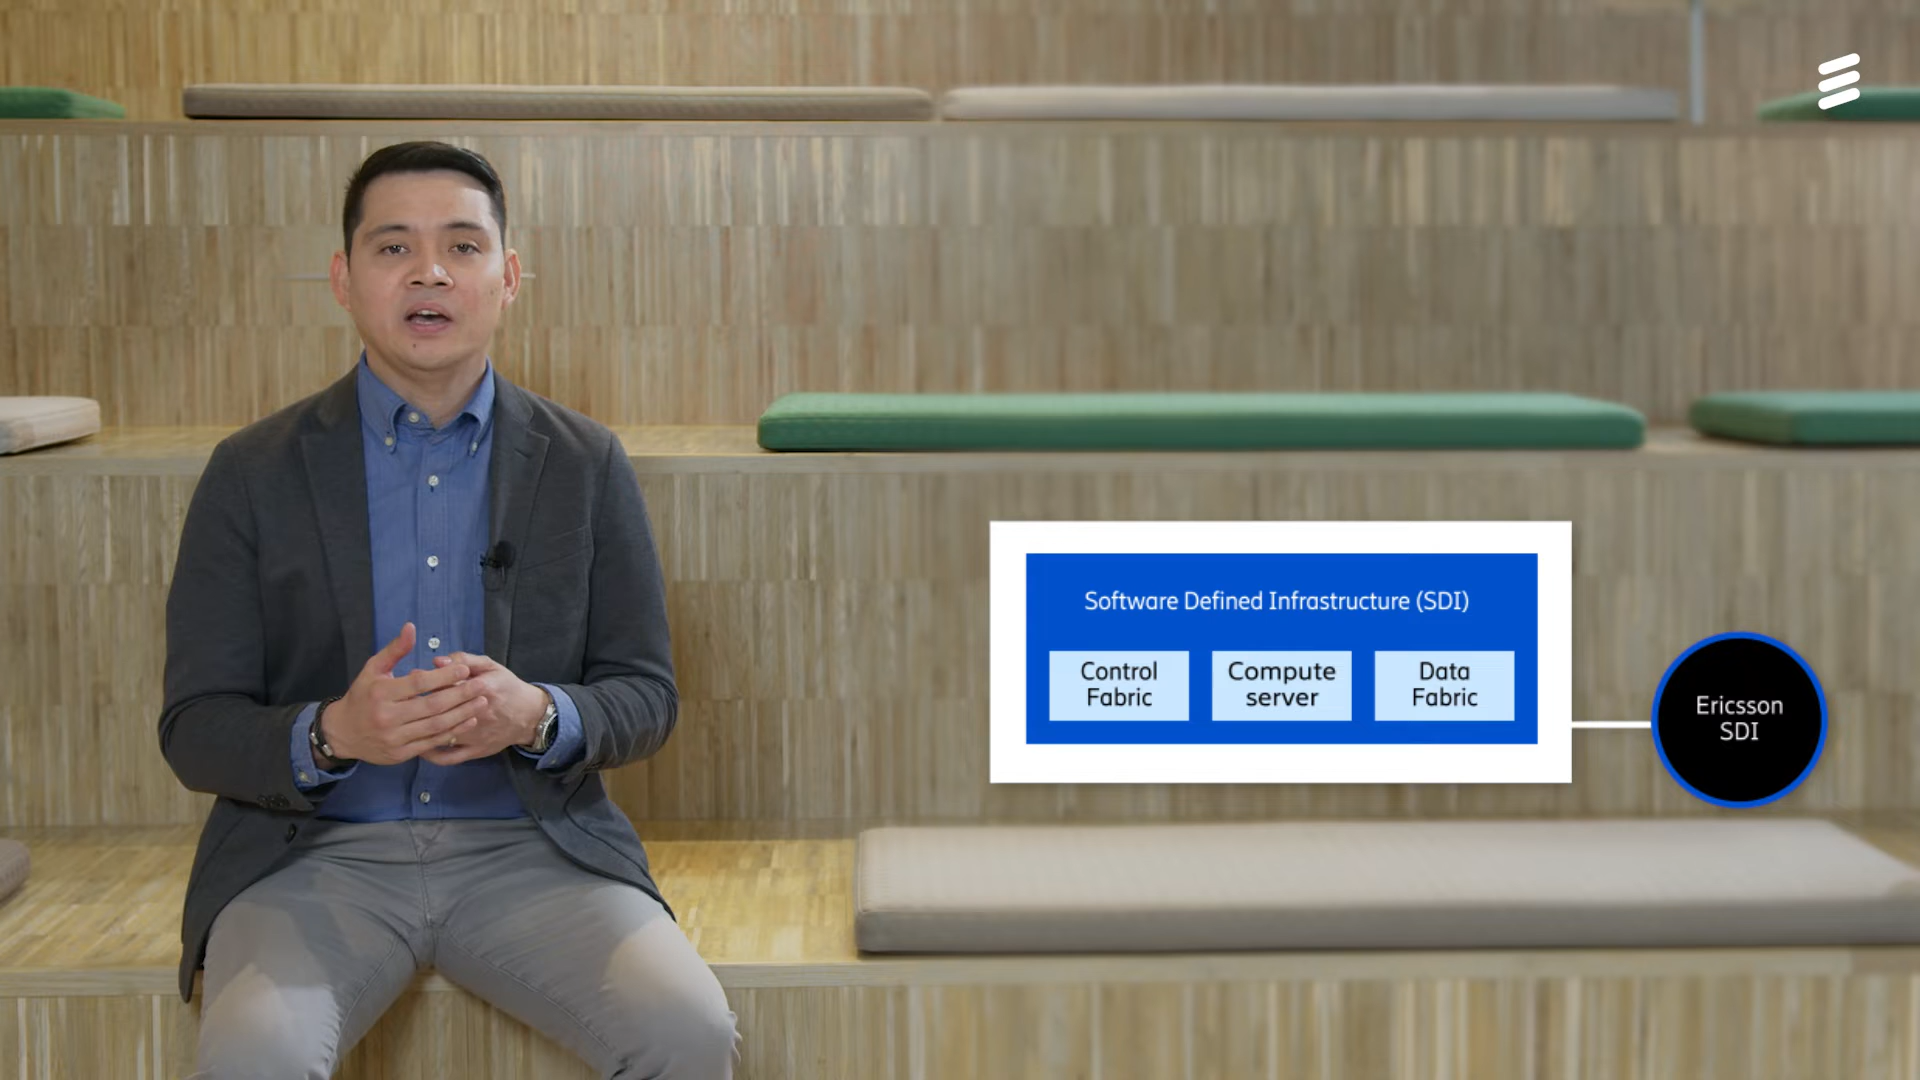 Software Defined Infrastructure (SDI)
Control
Fabric
Compute
server
Data
Fabric
Ericsson
SDI